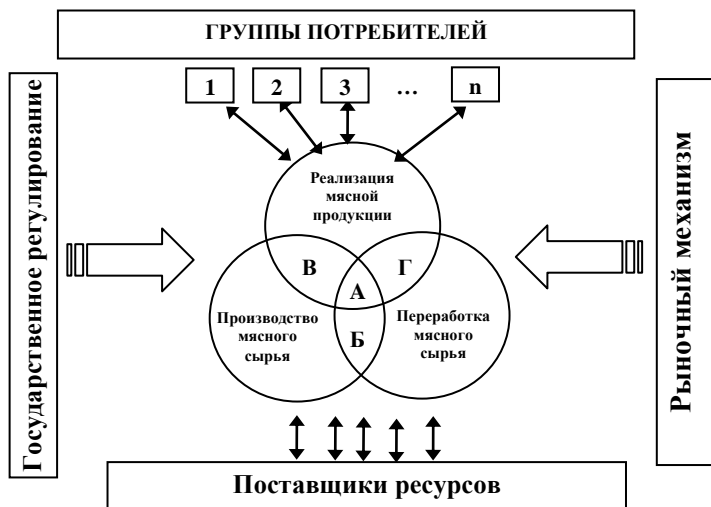 ГРУППЫ ПОТРЕБИТЕЛЕЙ
1 2 3 … n
Государственное регулирование
Рыночный механизм
Реализация
мясной
продукции
В
Г
А
Производство
мясного
сырья
Б
Переработка
мясного
сырья
Поставщики ресурсов